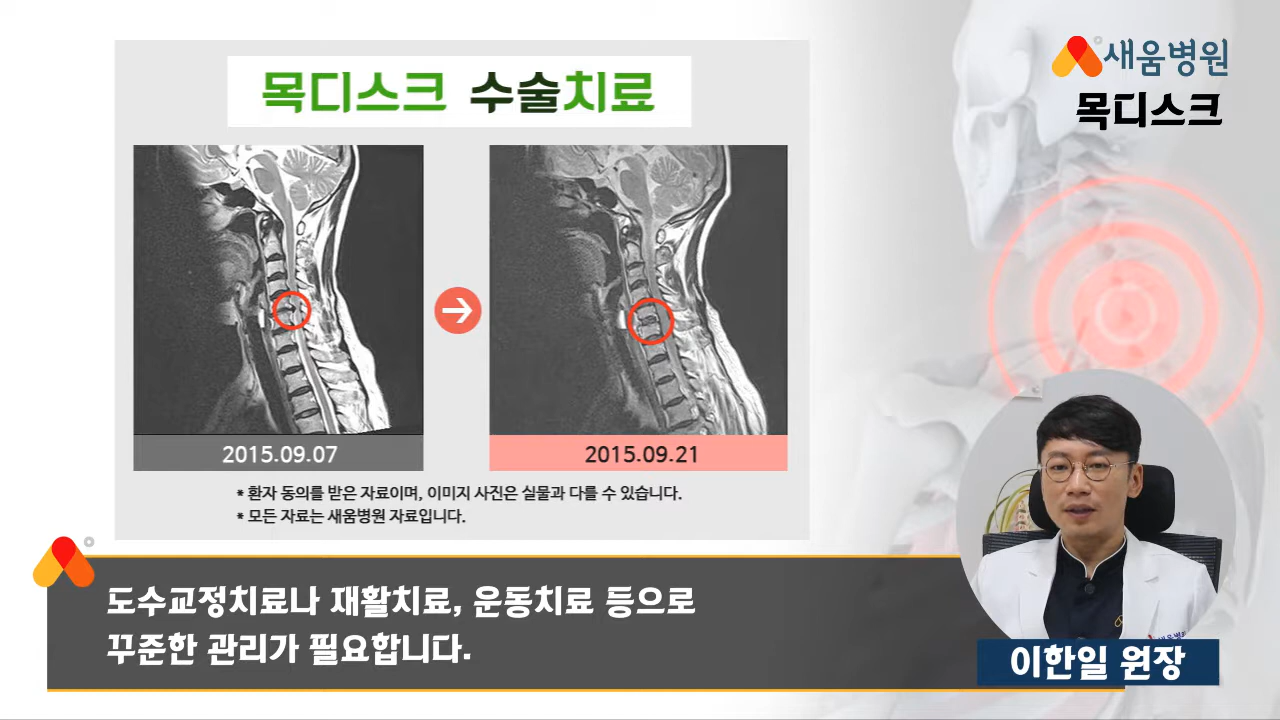 새움병원
목디스크
목디스크 수술치료
2015.09.07
2015.09.21
* 환자 동의를 받은 자료이며, 이미지 사진은 실물과 다를 수 있습니다.
* 모든 자료는 새움병원 자료입니다.
도수교정치료나 재활치료, 운동치료 등으로
꾸준한 관리가 필요합니다.
이한일 원장